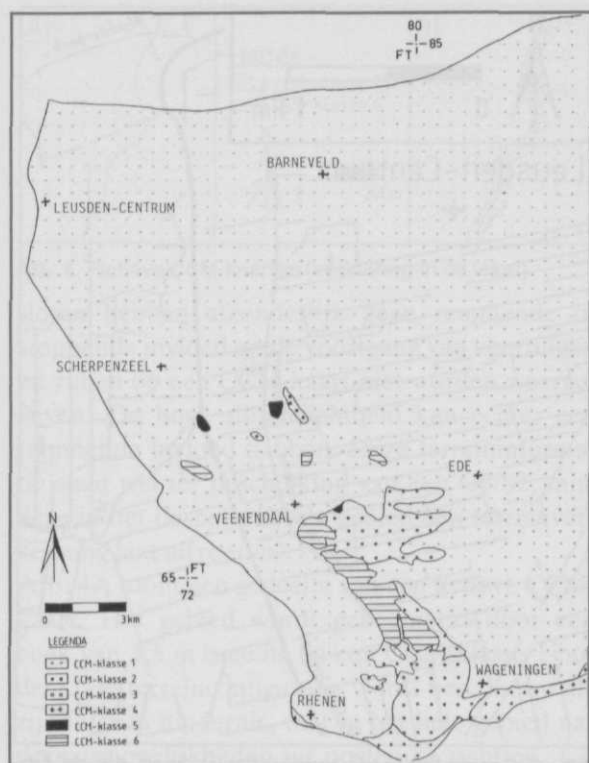 80
FT 85
BARNEVELD
LEUSDEN-CENTRUM
SCHERPENZEEL
EDE
VEENENDAAL
N
65 FT
72
0 3km
LEGENDA
CCM-klasse 1
CCM-klasse 2
CCM-klasse 3
CCM-klasse 4
CCM-klasse 5
CCM-klasse 6
WAGENINGEN
RHENEN